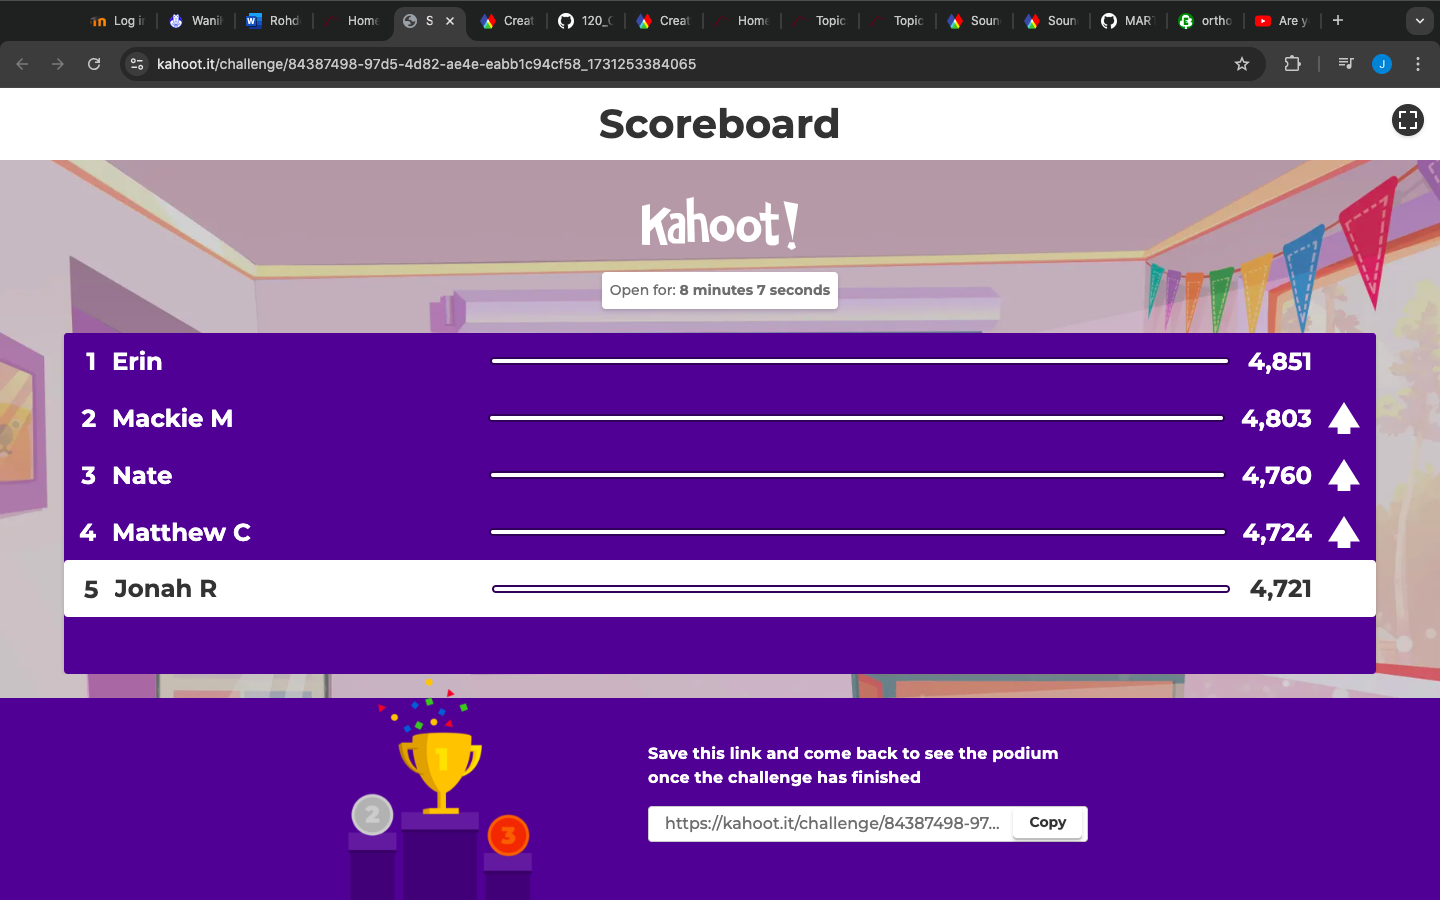 Log i
Wani
Rohd
Home
S
Creat
120_
Creat
Home
Topic
Topic
Soun
Soun
MAR
ortho
Are y
kahoot.it/challenge/84387498-97d5-4d82-ae4e-eabb1c94cf58_1731253384065
J
Scoreboard
Kahoot!
Open for: 8 minutes 7 seconds
1 Erin 4,851
2 Mackie M 4,803
3 Nate 4,760
4 Matthew C 4,724
5 Jonah R 4,721
1
2
3
Save this link and come back to see the podium
once the challenge has finished
https://kahoot.it/challenge/84387498-97... Copy